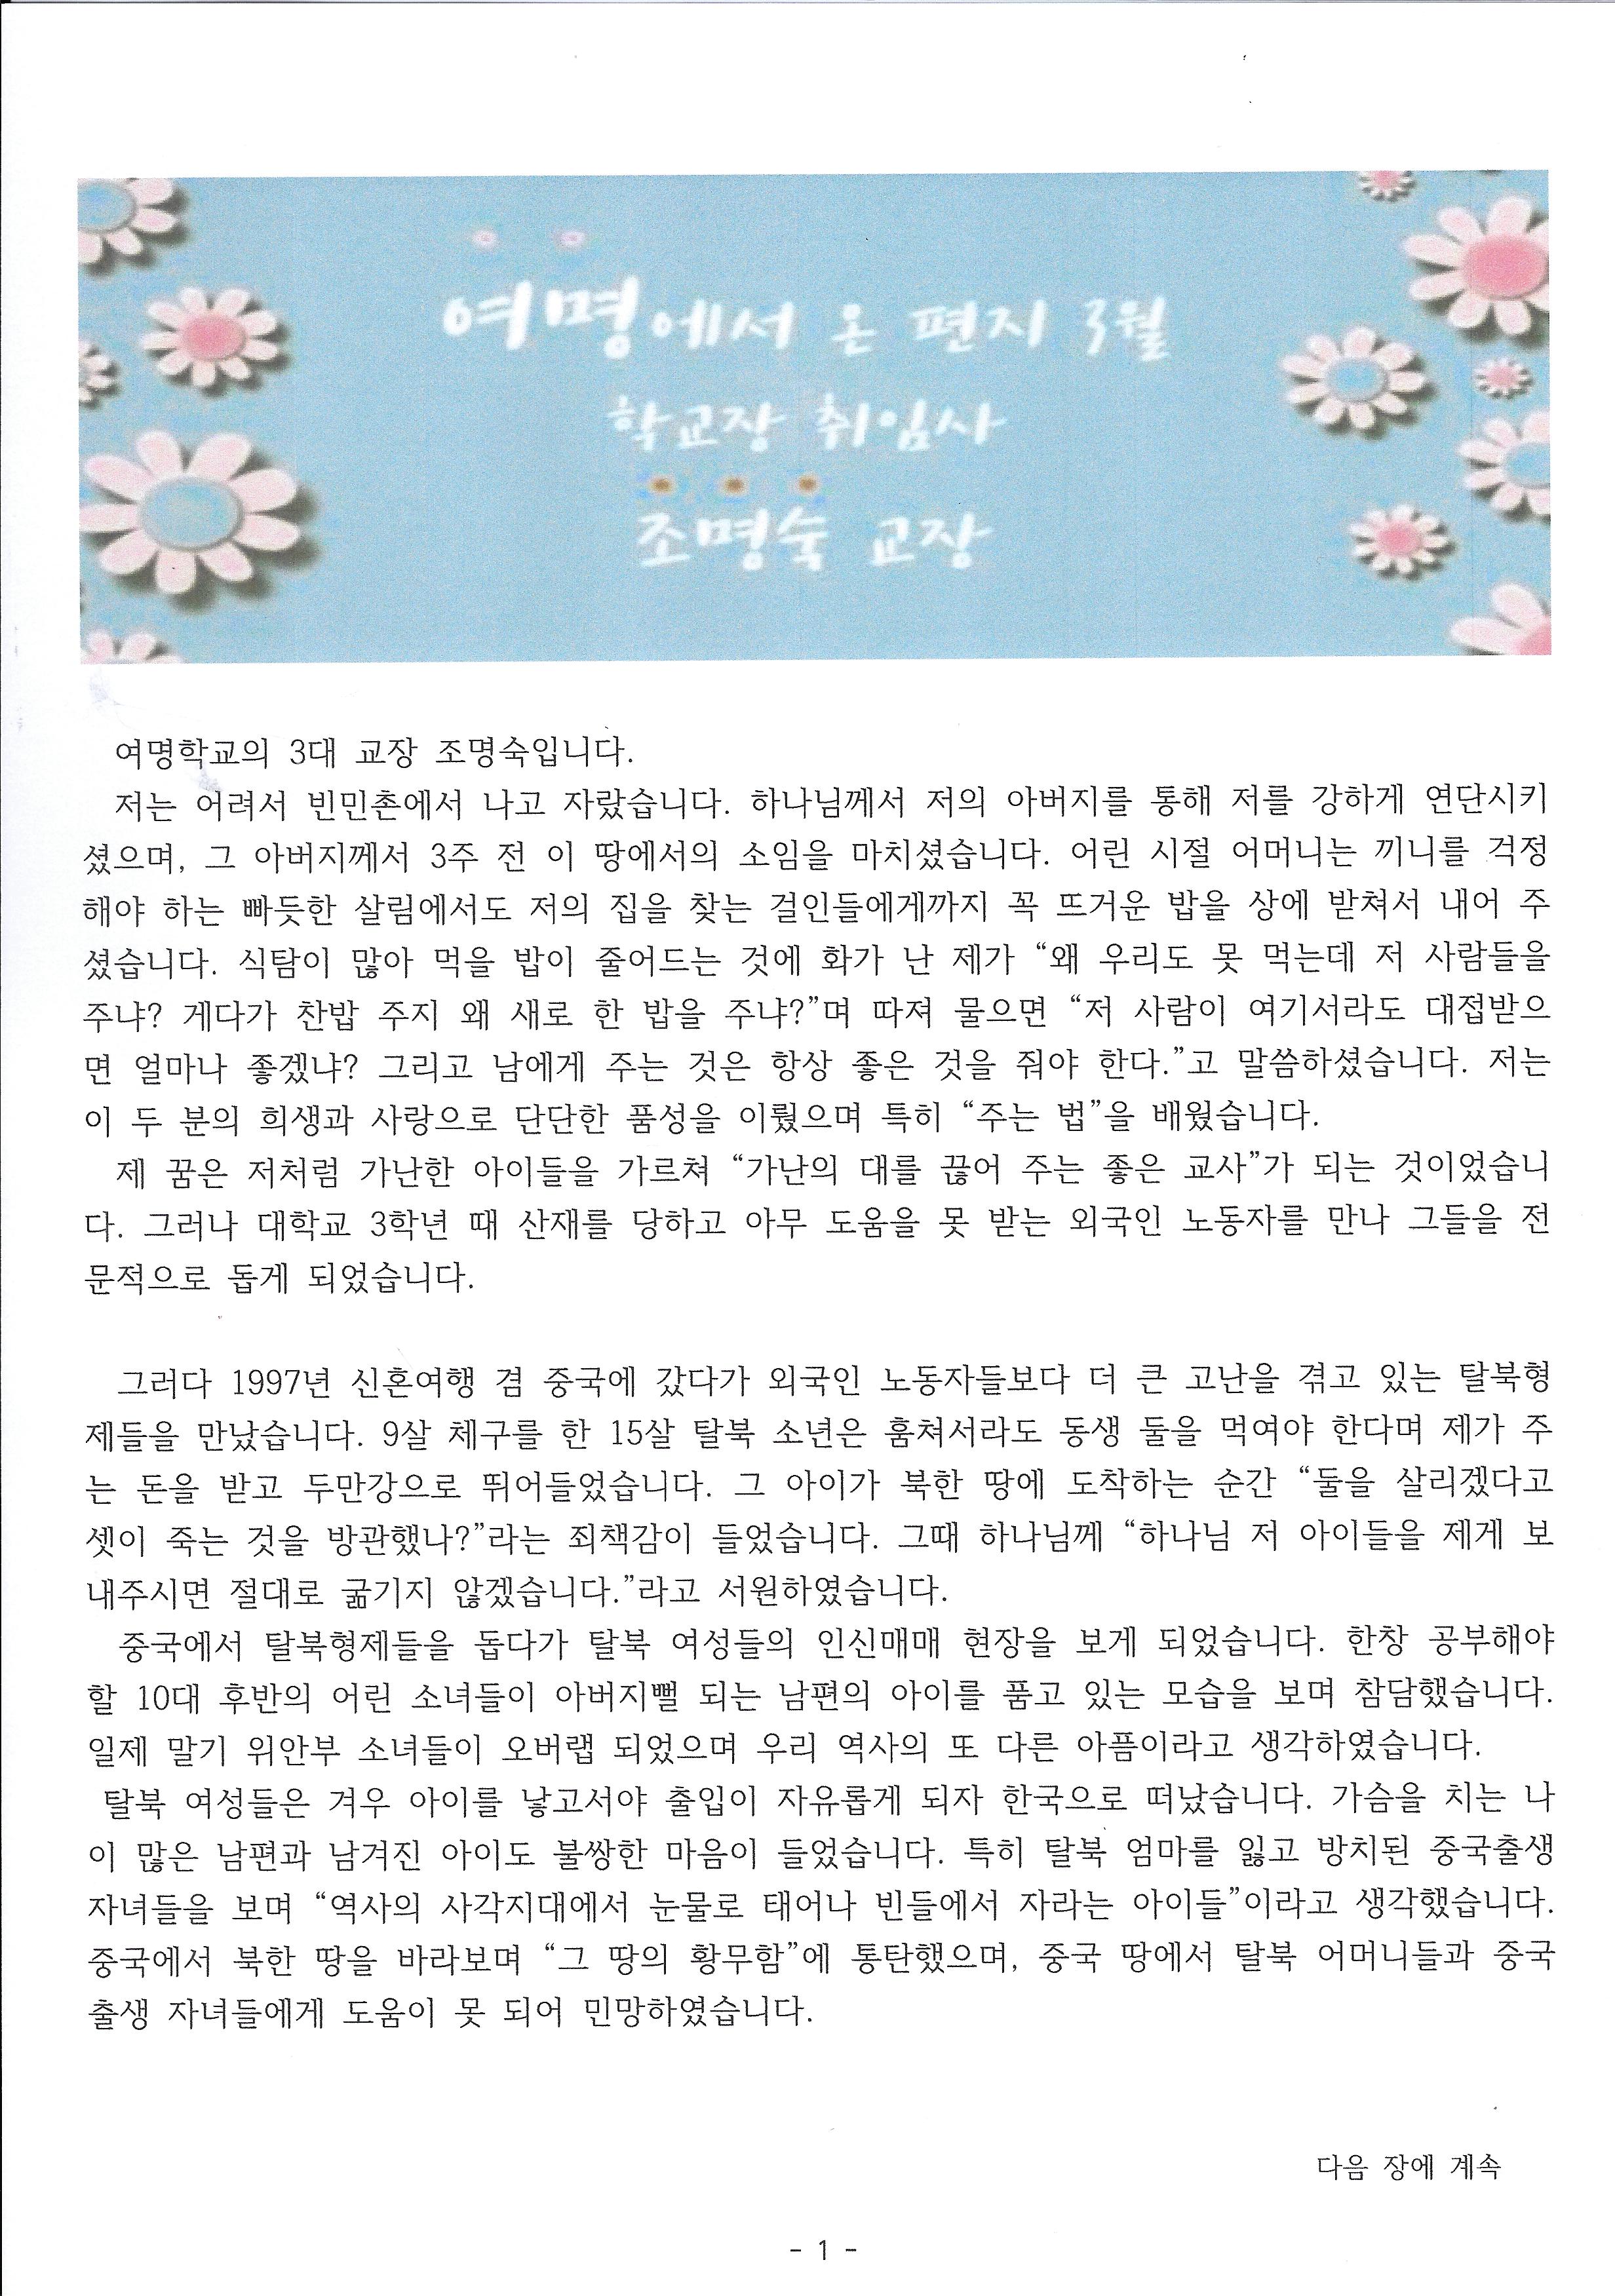 여명에서 온 편지 3월
학교장 취임사
조명숙 교장
여명학교의 3대 교장 조명숙입니다.
저는 어려서 빈민촌에서 나고 자랐습니다. 하나님께서 저의 아버지를 통해 저를 강하게 연단시키
셨으며, 그 아버지께서 3주 전 이 땅에서의 소임을 마치셨습니다. 어린 시절 어머니는 끼니를 걱정
해야 하는 빠듯한 살림에서도 저의 집을 찾는 걸인들에게까지 꼭 뜨거운 밥을 상에 받쳐서 내어 주
셨습니다. 식탐이 많아 먹을 밥이 줄어드는 것에 화가 난 제가 “왜 우리도 못 먹는데 저 사람들을
주냐? 게다가 찬밥 주지 왜 새로 한 밥을 주냐?”며 따져 물으면 “저 사람이 여기서라도 대접받으
면 얼마나 좋겠냐? 그리고 남에게 주는 것은 항상 좋은 것을 줘야 한다.”고 말씀하셨습니다. 저는
이 두 분의 희생과 사랑으로 단단한 품성을 이뤘으며 특히 “주는 법”을 배웠습니다.
제 꿈은 저처럼 가난한 아이들을 가르쳐 “가난의 대를 끊어 주는 좋은 교사”가 되는 것이었습니
다. 그러나 대학교 3학년 때 산재를 당하고 아무 도움을 못 받는 외국인 노동자를 만나 그들을 전
문적으로 돕게 되었습니다.
그러다 1997년 신혼여행 겸 중국에 갔다가 외국인 노동자들보다 더 큰 고난을 겪고 있는 탈북형
제들을 만났습니다. 9살 체구를 한 15살 탈북 소년은 훔쳐서라도 동생 둘을 먹여야 한다며 제가 주
는 돈을 받고 두만강으로 뛰어들었습니다. 그 아이가 북한 땅에 도착하는 순간 “둘을 살리겠다고
셋이 죽는 것을 방관했나?”라는 죄책감이 들었습니다. 그때 하나님께 “하나님 저 아이들을 제게 보
내주시면 절대로 굶기지 않겠습니다.”라고 서원하였습니다.
중국에서 탈북형제들을 돕다가 탈북 여성들의 인신매매 현장을 보게 되었습니다. 한창 공부해야
할 10대 후반의 어린 소녀들이 아버지뻘 되는 남편의 아이를 품고 있는 모습을 보며 참담했습니다.
일제 말기 위안부 소녀들이 오버랩 되었으며 우리 역사의 또 다른 아픔이라고 생각하였습니다.
탈북 여성들은 겨우 아이를 낳고서야 출입이 자유롭게 되자 한국으로 떠났습니다. 가슴을 치는 나
이 많은 남편과 남겨진 아이도 불쌍한 마음이 들었습니다. 특히 탈북 엄마를 잃고 방치된 중국출생
자녀들을 보며 “역사의 사각지대에서 눈물로 태어나 빈들에서 자라는 아이들”이라고 생각했습니다.
중국에서 북한 땅을 바라보며 “그 땅의 황무함”에 통탄했으며, 중국 땅에서 탈북 어머니들과 중국
출생 자녀들에게 도움이 못 되어 민망하였습니다.
다음 장에 계속
- 1 -